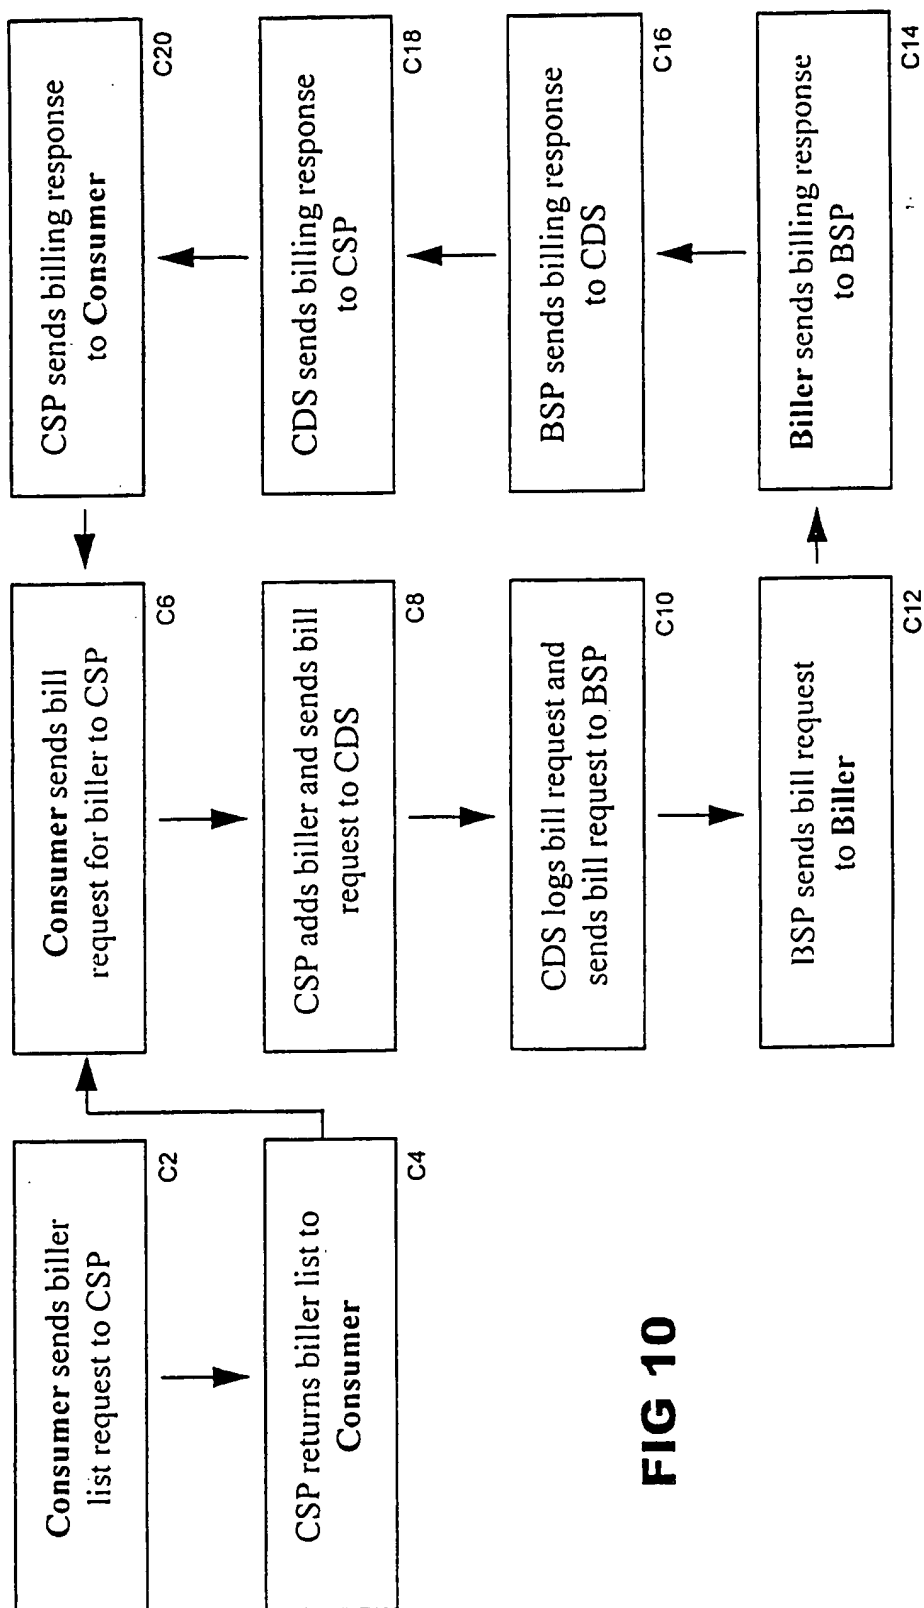 Consumer sends biller
list request to CSP
C2
CSP returns biller list to
Consumer
C4
Consumer sends bill
request for biller to CSP
C6
CSP adds biller and sends bill
request to CDS
C8
CDS logs bill request and
sends bill request to BSP
C10
BSP sends bill request
to Biller
C12
Biller sends billing response
to BSP
C14
BSP sends billing response
to CDS
C16
CDS sends billing response
to CSP
C18
CSP sends billing response
to Consumer
C20
FIG 10